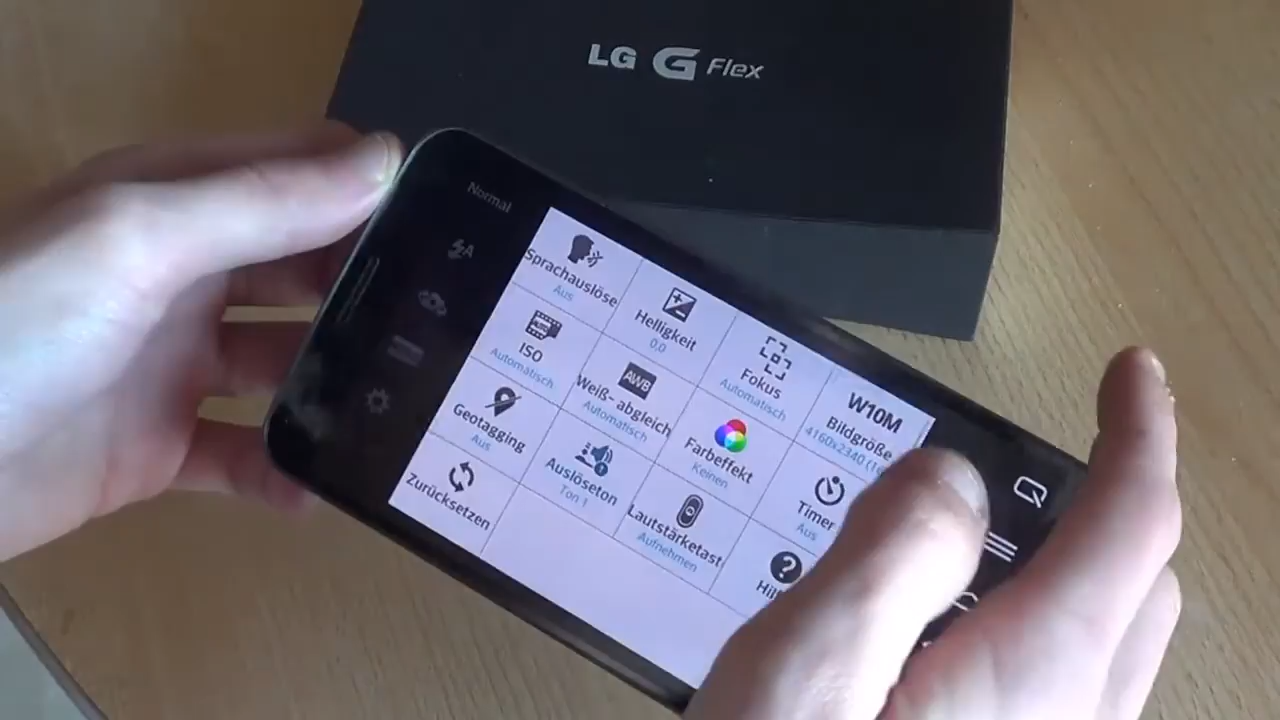 LG G Flex
Normal
Sprachauslöse
Aus
Helligkeit
0,0
Fokus
Automatisch
W10M
Bildgröße
4160x2340
ISO
Automatisch
AWB
Weiß- abgleich
Automatisch
Farbeffekt
Keinen
Timer
Aus
Geotagging
Aus
Auslöseton
Ton 1
Lautstärketast
Aufnehmen
?
Zurücksetzen